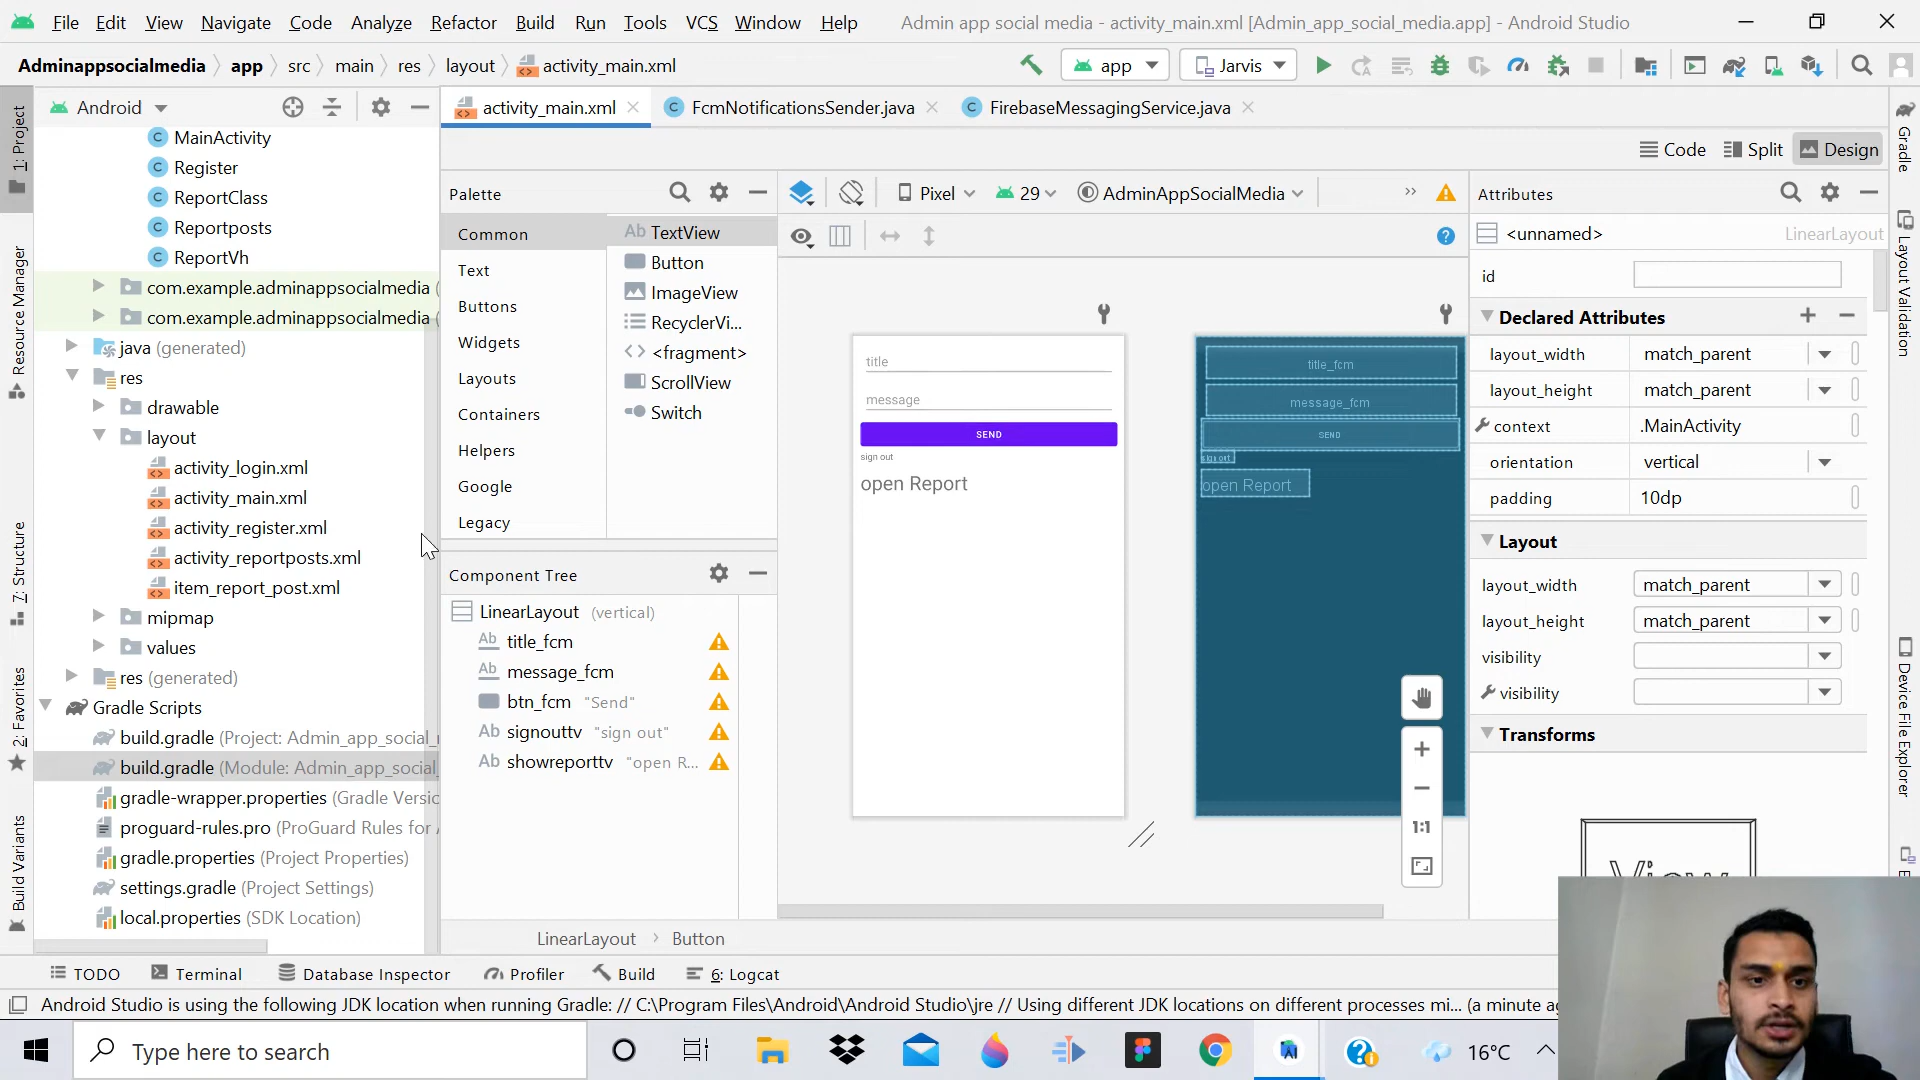 File Edit View Navigate Code Analyze Refactor Build Run Tools VCS Window Help Admin app social media - activity_main.xml [Admin_app_social_media.app] - Android Studio
Adminappsocialmedia app src main res layout activity_main.xml app Jarvis
1: Project
Resource Manager
7: Structure
2: Favorites
Build Variants
Android
MainActivity
Register
ReportClass
Reportposts
ReportVh
com.example.adminappsocialmedia (
com.example.adminappsocialmedia (
java (generated)
res
drawable
layout
activity_login.xml
activity_main.xml
activity_register.xml
activity_reportposts.xml
item_report_post.xml
mipmap
values
res (generated)
Gradle Scripts
build.gradle (Project: Admin_app_social_
build.gradle (Module: Admin_app_social_
gradle-wrapper.properties (Gradle Versio
proguard-rules.pro (ProGuard Rules for
gradle.properties (Project Properties)
settings.gradle (Project Settings)
local.properties (SDK Location)
activity_main.xml FcmNotificationsSender.java FirebaseMessagingService.java
Code Split Design
Palette
Common
Text
Buttons
Widgets
Layouts
Containers
Helpers
Google
Legacy
Ab TextView
Button
ImageView
RecyclerVi...
<fragment>
ScrollView
Switch
Component Tree
LinearLayout (vertical)
Ab title_fcm
Ab message_fcm
btn_fcm "Send"
Ab signouttv "sign out"
Ab showreporttv "open R...
Pixel 29 AdminAppSocialMedia
title
message
SEND
sign out
open Report
title_fcm
message_fcm
SEND
sign out
open Report
1:1
LinearLayout Button
Attributes
<unnamed> LinearLayout
id
Declared Attributes
layout_width match_parent
layout_height match_parent
context .MainActivity
orientation vertical
padding 10dp
Layout
layout_width match_parent
layout_height match_parent
visibility
visibility
Transforms
View
Gradle
Layout Validation
Device File Explorer
TODO Terminal Database Inspector Profiler Build 6: Logcat
Android Studio is using the following JDK location when running Gradle: // C:\Program Files\Android\Android Studio\jre // Using different JDK locations on different processes mi... (a minute ag
Type here to search 16°C